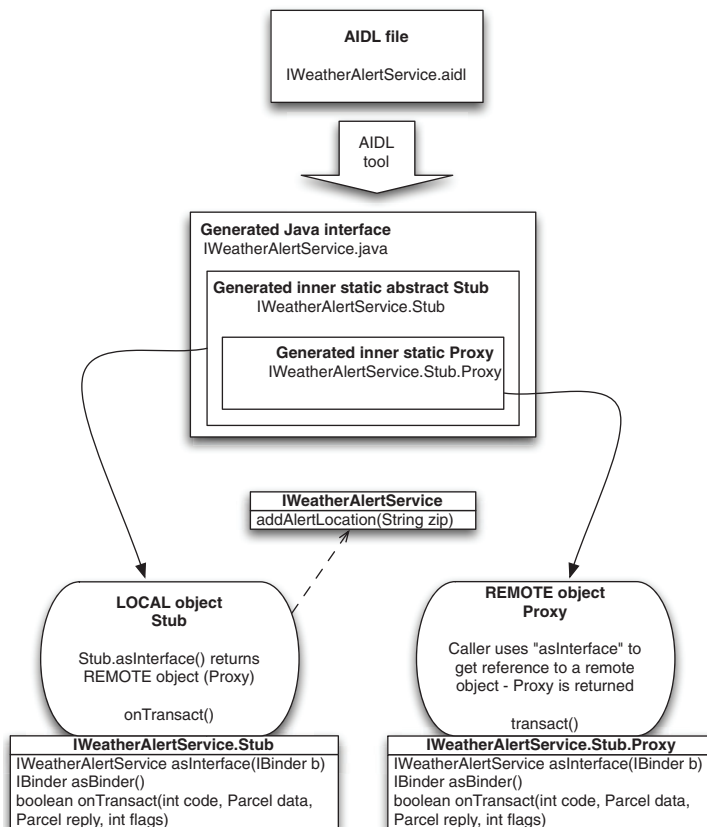 AIDL file
IWeatherAlertService.aidl
AIDL
tool
Generated Java interface
IWeatherAlertService.java
Generated inner static abstract Stub
IWeatherAlertService.Stub
Generated inner static Proxy
IWeatherAlertService.Stub.Proxy
IWeatherAlertService
addAlertLocation(String zip)
LOCAL object
Stub
Stub.asInterface() returns
REMOTE object (Proxy)
onTransact()
IWeatherAlertService.Stub
IWeatherAlertService asInterface(IBinder b)
IBinder asBinder()
boolean onTransact(int code, Parcel data,
Parcel reply, int flags)
REMOTE object
Proxy
Caller uses "asInterface" to
get reference to a remote
object - Proxy is returned
transact()
IWeatherAlertService.Stub.Proxy
IWeatherAlertService asInterface(IBinder b)
IBinder asBinder()
boolean onTransact(int code, Parcel data,
Parcel reply, int flags)